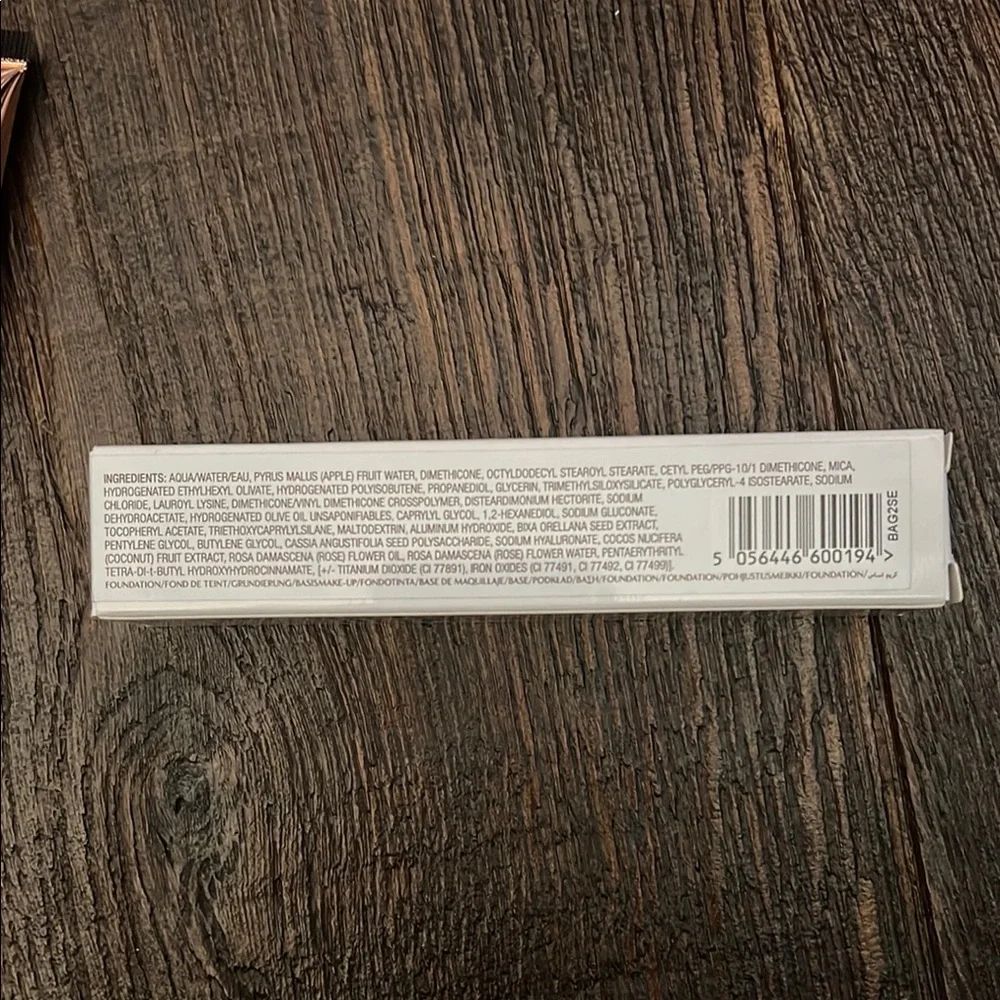 INGREDIENTS: AQUA/WATER/EAU, PYRUS MALUS (APPLE) FRUIT WATER, DIMETHICONE, OCTYLDODECYL STEAROYL STEARATE, CETYL PEG/PPG-10/1 DIMETHICONE, MICA,
HYDROGENATED ETHYLHEXYL OLIVATE, HYDROGENATED POLYISOBUTENE, PROPANEDIOL, GLYCERIN, TRIMETHYLSILOXYSILICATE, POLYGLYCERYL-4 ISOSTEARATE, SODIUM
CHLORIDE, LAUROYL LYSINE, DIMETHICONE/VINYL DIMETHICONE CROSSPOLYMER, DISTEARDIMONIUM HECTORITE, SODIUM
DEHYDROACETATE, HYDROGENATED OLIVE OIL UNSAPONIFIABLES, CAPRYLYL GLYCOL, 1,2-HEXANEDIOL, SODIUM GLUCONATE,
TOCOPHERYL ACETATE, TRIETHOXYCAPRYLYLSILANE, MALTODEXTRIN, ALUMINUM HYDROXIDE, BIXA ORELLANA SEED EXTRACT,
PENTYLENE GLYCOL, BUTYLENE GLYCOL, CASSIA ANGUSTIFOLIA SEED POLYSACCHARIDE, SODIUM HYALURONATE, COCOS NUCIFERA
(COCONUT) FRUIT EXTRACT, ROSA DAMASCENA (ROSE) FLOWER OIL, ROSA DAMASCENA (ROSE) FLOWER WATER, PENTAERYTHRITYL
TETRA-DI-t-BUTYL HYDROXYHYDROCINNAMATE, [+/- TITANIUM DIOXIDE (CI 77891), IRON OXIDES (CI 77491, CI 77492, CI 77499)].
FOUNDATION/FOND DE TEINT/GRUNDIERUNG/BASISMAKE-UP/FONDOTINTA/BASE DE MAQUILLAJE/BASE/PODKŁAD/BAZĂ/FOUNDATION/FOUNDATION/POHJUSTUSMEIKKI/FOUNDATION/
5 056446 600194 >
BAG2SE